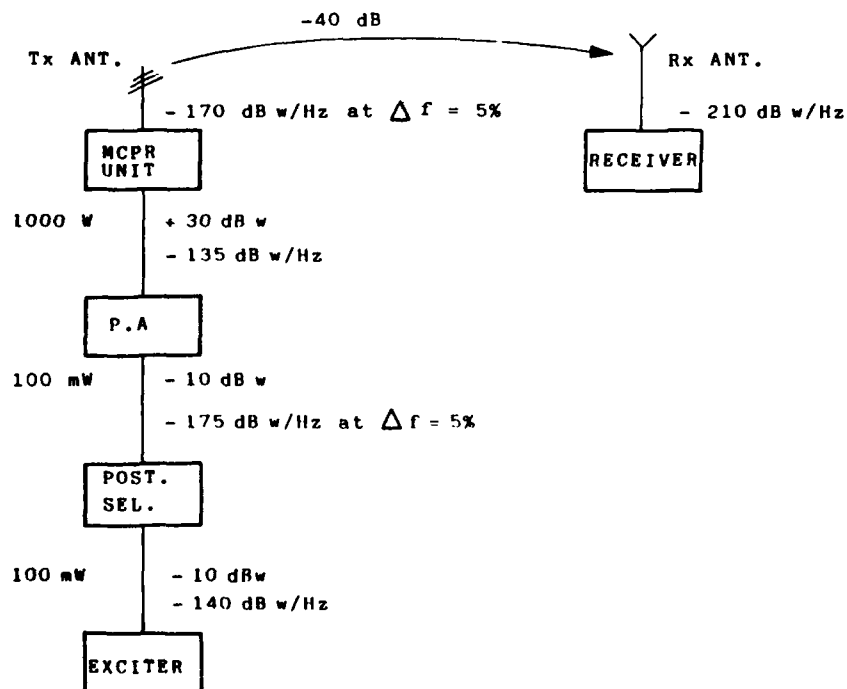 -40 dB
Tx ANT.
Rx ANT.
- 170 dB w/Hz at Δ f = 5%
- 210 dB w/Hz
MCPR
UNIT
RECEIVER
1000 W
+ 30 dB w
- 135 dB w/Hz
P.A
100 mW
- 10 dB w
- 175 dB w/Hz at Δ f = 5%
POST.
SEL.
100 mW
- 10 dBw
- 140 dB w/Hz
EXCITER